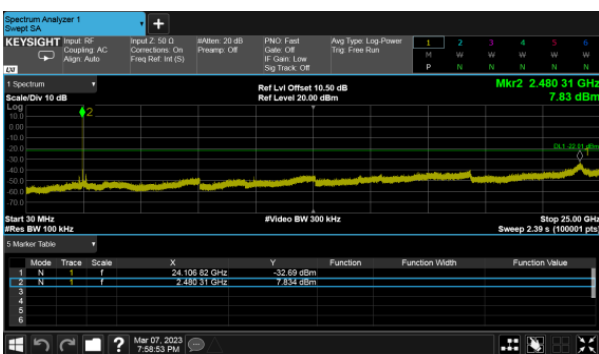 Spectrum Analyzer 1
Swept SA
+
KEYSIGHT Input: RF Input Z: 50 Ω #Atten: 20 dB PNO: Fast Avg Type: Log-Power 1 2 3 4 5 6
Coupling: AC Corrections: On Preamp: Off Gate: Off Trig: Free Run M W W W W W
Align: Auto Freq Ref: Int (S) IF Gain: Low
LXI Sig Track: Off P N N N N N
1 Spectrum Mkr2 2.480 31 GHz
Ref Lvl Offset 10.50 dB
Scale/Div 10 dB Ref Level 20.00 dBm 7.83 dBm
Log
10.0
0.00
-10.0
-20.0
-30.0
-40.0
-50.0
-60.0
-70.0
2
DL1 -22.01 dBm
1
Start 30 MHz #Video BW 300 kHz Stop 25.00 GHz
#Res BW 100 kHz Sweep 2.39 s (100001 pts)
5 Marker Table
Mode Trace Scale X Y Function Function Width Function Value
1 N 1 f 24.106 82 GHz -32.69 dBm
2 N 1 f 2.480 31 GHz 7.834 dBm
3
4
5
6
? Mar 07, 2023
7:58:53 PM